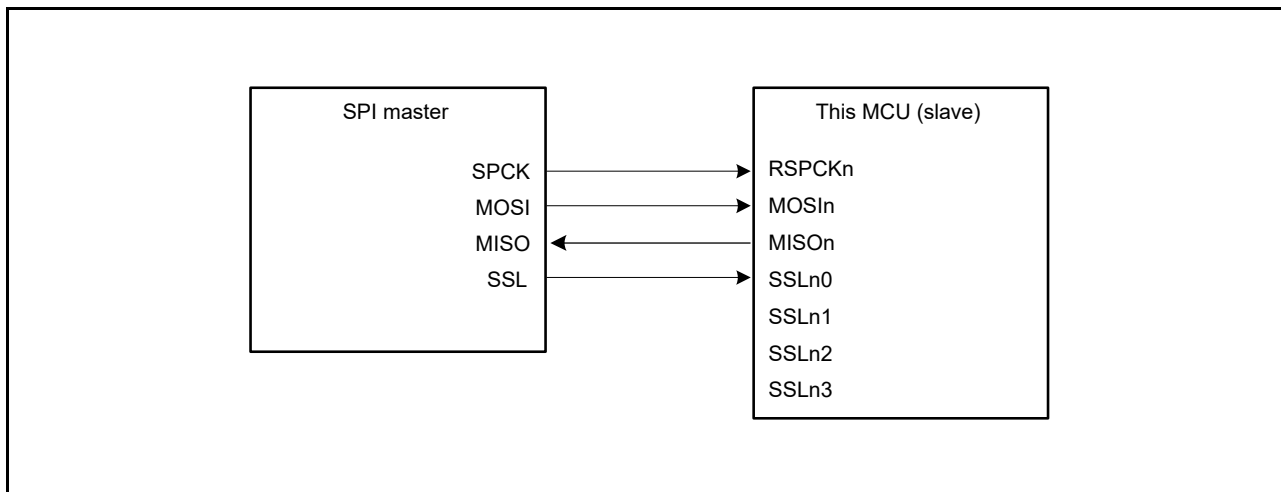 SPI master
SPCK
MOSI
MISO
SSL
This MCU (slave)
RSPCKn
MOSIn
MISOn
SSLn0
SSLn1
SSLn2
SSLn3